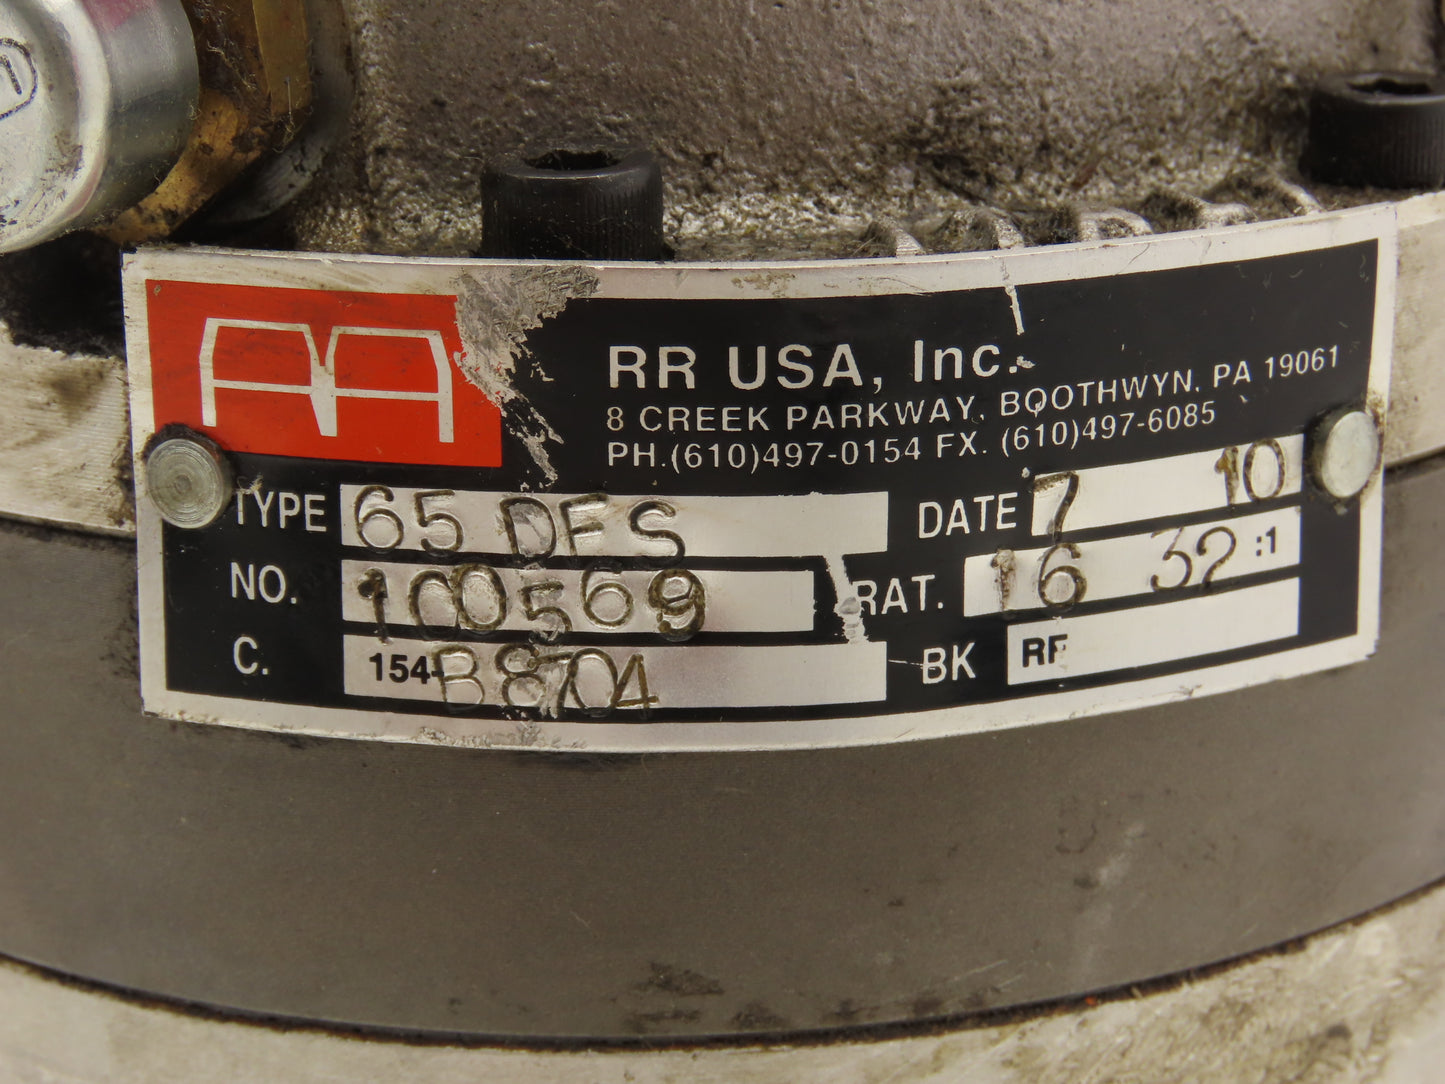 RR USA, Inc.
8 CREEK PARKWAY, BOOTHWYN, PA 19061
PH.(610)497-0154 FX. (610)497-6085
TYPE 65 DFS DATE 7 10
NO. 100569 RAT. 16 32 :1
C. 154-B8704 BK RF